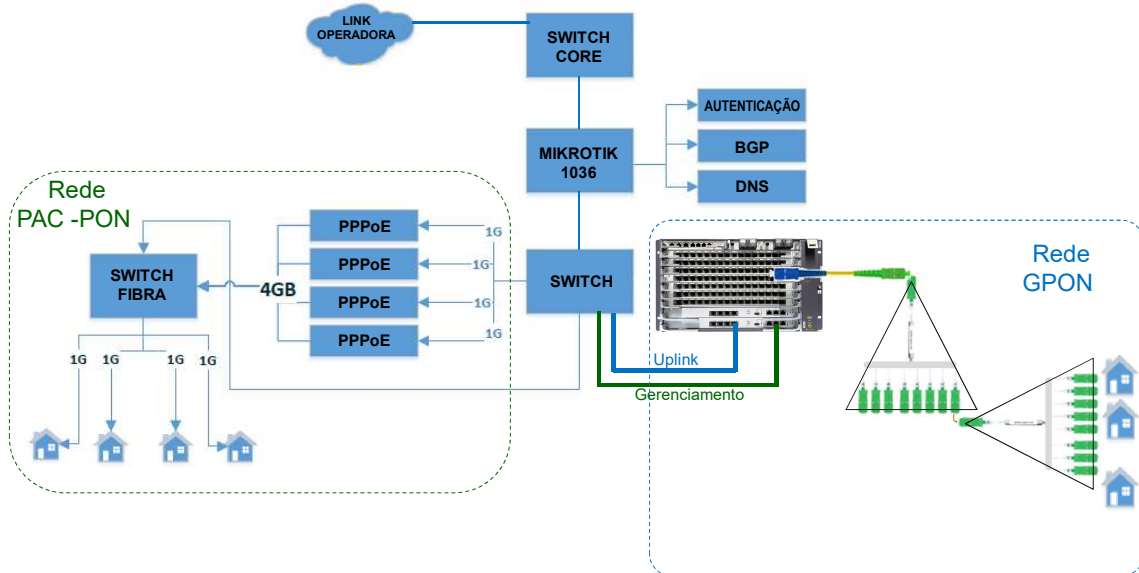 LINK
OPERADORA
SWITCH
CORE
AUTENTICAÇÃO
MIKROTIK
1036
BGP
DNS
Rede
PAC -PON
PPPoE
1G
SWITCH
FIBRA
4GB
PPPoE
1G
PPPoE
1G
PPPoE
1G
SWITCH
Rede
GPON
Uplink
Gerenciamento
1G
1G
1G
1G